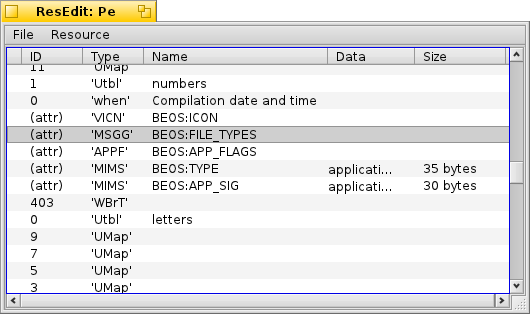 ResEdit: Pe
File Resource
ID Type Name Data Size
11 'UMap'
1 'Utbl' numbers
0 'when' Compilation date and time
(attr) 'VICN' BEOS:ICON
(attr) 'MSGG' BEOS:FILE_TYPES
(attr) 'APPF' BEOS:APP_FLAGS
(attr) 'MIMS' BEOS:TYPE applicati... 35 bytes
(attr) 'MIMS' BEOS:APP_SIG applicati... 30 bytes
403 'WBrT'
0 'Utbl' letters
9 'UMap'
7 'UMap'
5 'UMap'
3 'UMap'